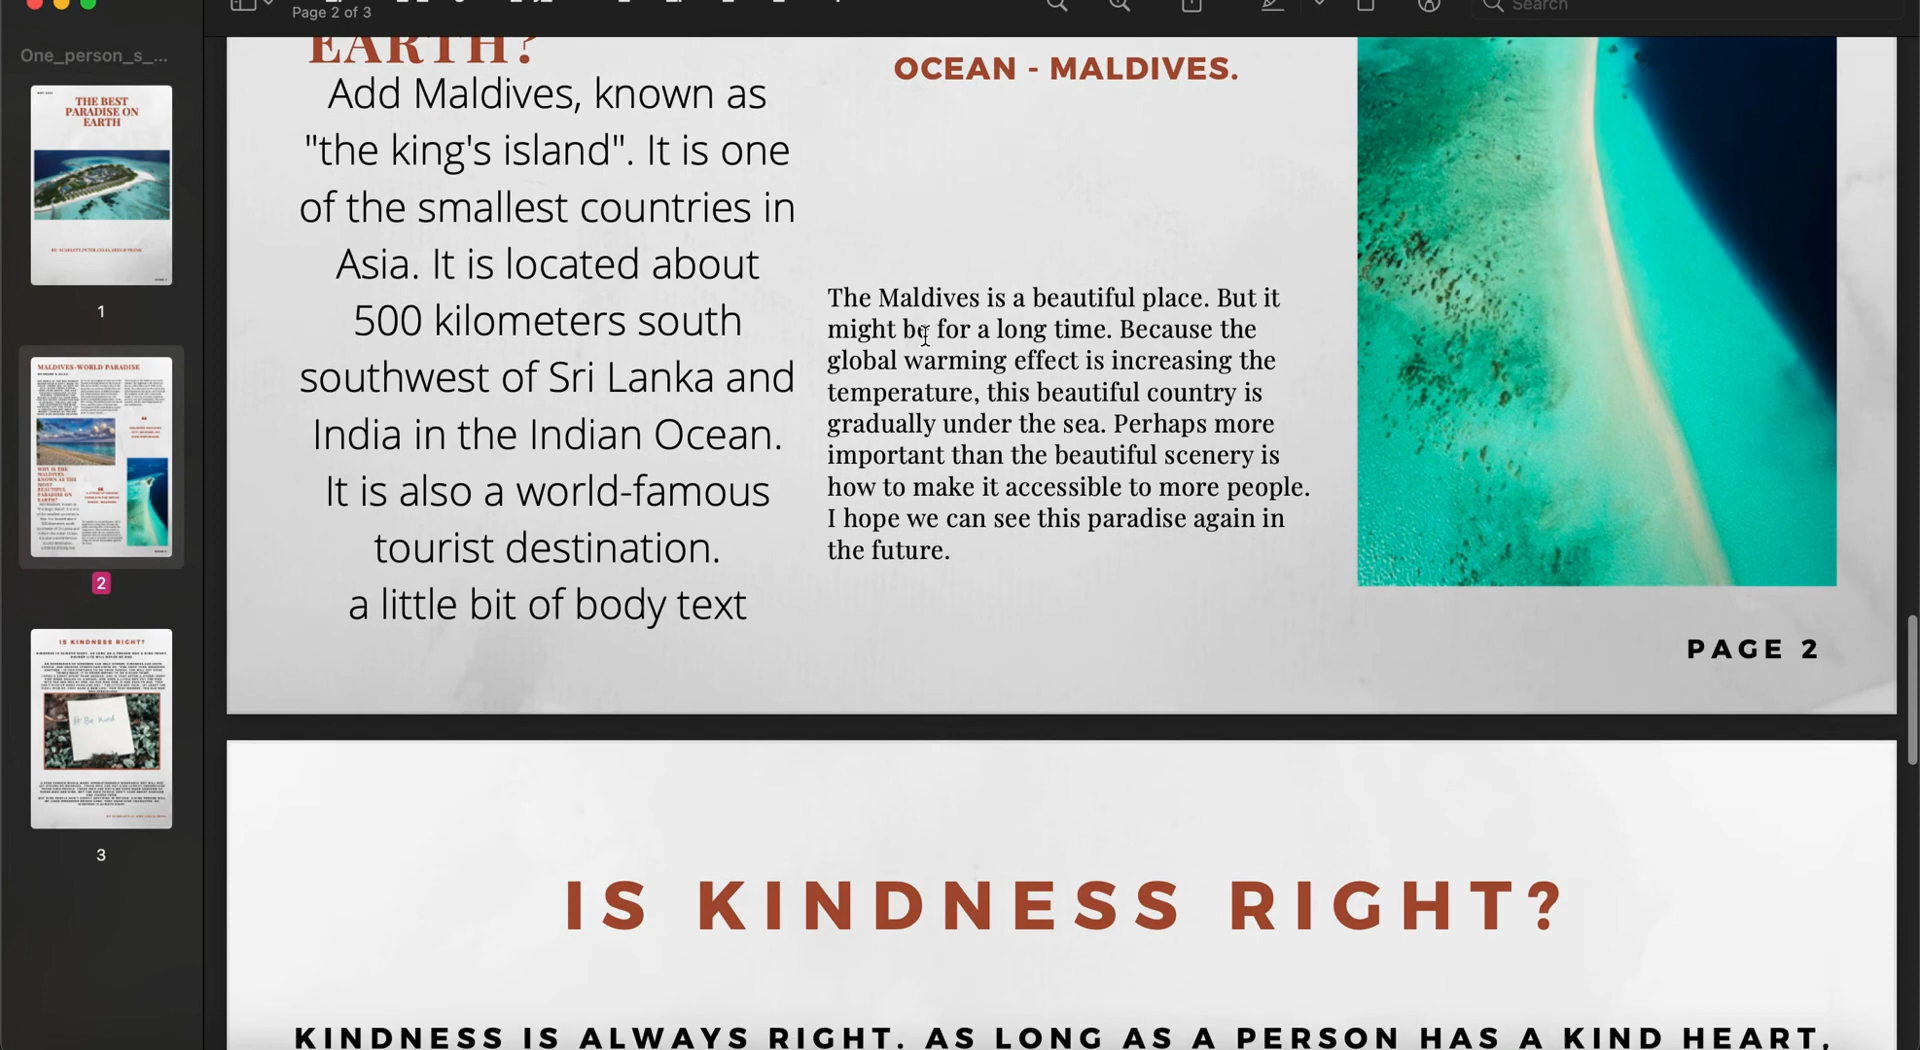 Page 2 of 3
Search
One_person_s_...
THE BEST
PARADISE ON
EARTH
1
MALDIVES-WORLD PARADISE
2
IS KINDNESS RIGHT?
# Be Kind
3
EARTH?
Add Maldives, known as
"the king's island". It is one
of the smallest countries in
Asia. It is located about
500 kilometers south
southwest of Sri Lanka and
India in the Indian Ocean.
It is also a world-famous
tourist destination.
a little bit of body text
OCEAN - MALDIVES.
The Maldives is a beautiful place. But it
might be for a long time. Because the
global warming effect is increasing the
temperature, this beautiful country is
gradually under the sea. Perhaps more
important than the beautiful scenery is
how to make it accessible to more people.
I hope we can see this paradise again in
the future.
PAGE 2
IS KINDNESS RIGHT?
KINDNESS IS ALWAYS RIGHT. AS LONG AS A PERSON HAS A KIND HEART,